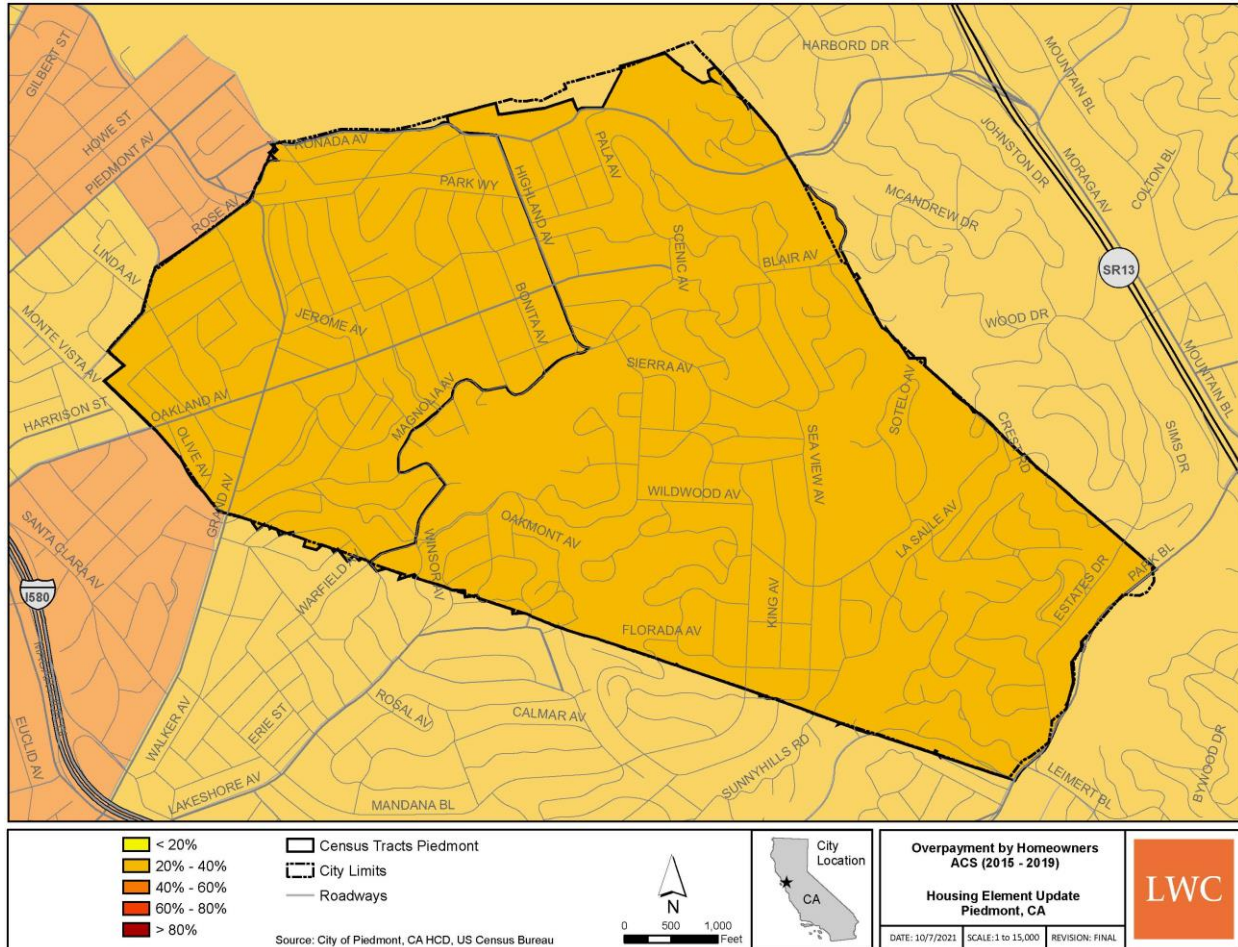 GILBERT ST
HOWE ST
PIEDMONT AV
ROSE AV
LINDA AV
MONTE VISTA AV
HARRISON ST
OAKLAND AV
OLIVE AV
GRAND AV
SANTA CLARA AV
I580
EUCLID AV
WALKER AV
ERIE ST
LAKESHORE AV
WARFIELD
ROSAL AV
CALMAR AV
MANDANA BL
SUNNYHILLS RD
RONADA AV
PARK WY
HIGHLAND AV
PALA AV
SCENIC AV
BLAIR AV
BONITA AV
JEROME AV
MAGNOLIA AV
SIERRA AV
WILDWOOD AV
OAKMONT AV
WINSOR AV
FLORADA AV
KING AV
SEA VIEW AV
SOTELO AV
LA SALLE AV
CREST RD
ESTATES DR
PARK BL
LEIMERT BL
BYWOOD DR
HARBORD DR
MOUNTAIN BL
JOHNSTON DR
MORAGA AV
COLTON BL
MCANDREW DR
SR13
WOOD DR
MOUNTAIN BL
SIMS DR
< 20%
20% - 40%
40% - 60%
60% - 80%
> 80%
Census Tracts Piedmont
City Limits
Roadways
Source: City of Piedmont, CA HCD, US Census Bureau
N
0 500 1,000
Feet
City
Location
CA
Overpayment by Homeowners
ACS (2015 - 2019)
Housing Element Update
Piedmont, CA
DATE: 10/7/2021 SCALE:1 to 15,000 REVISION: FINAL
LWC